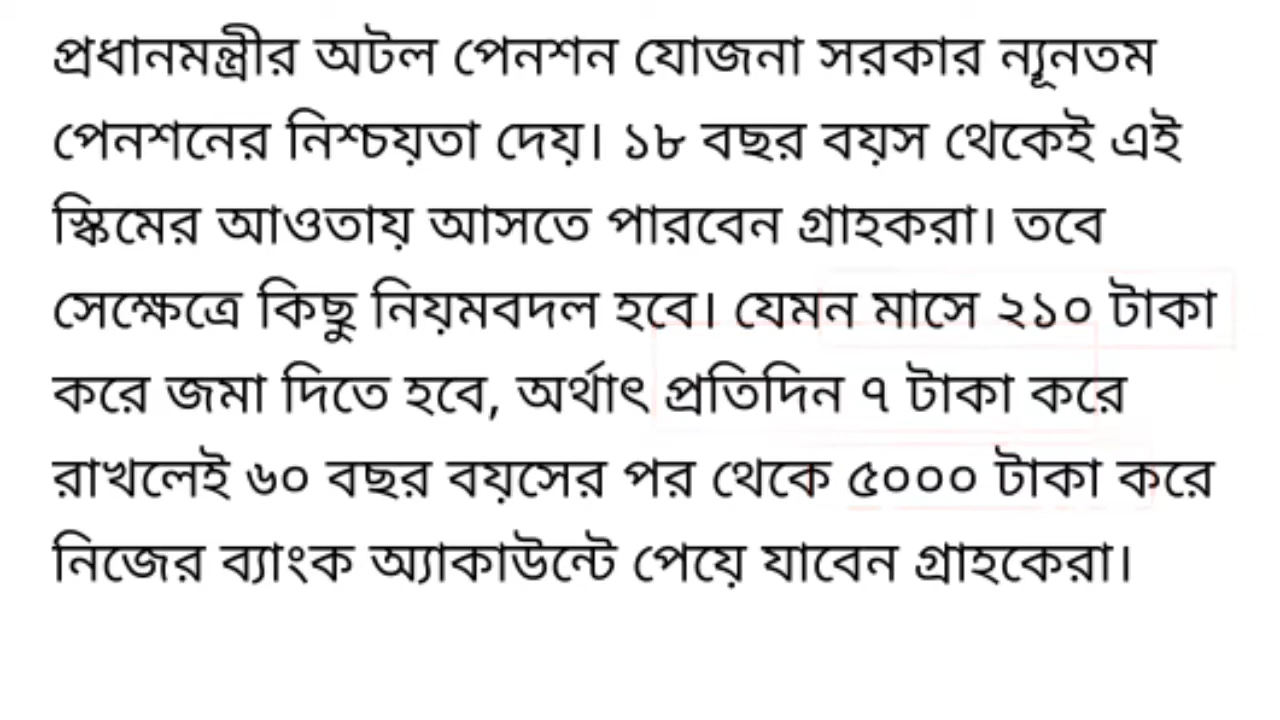 প্রধানমন্ত্রীর অটল পেনশন যোজনা সরকার ন্যূনতম
পেনশনের নিশ্চয়তা দেয়। ১৮ বছর বয়স থেকেই এই
স্কিমের আওতায় আসতে পারবেন গ্রাহকরা। তবে
সেক্ষেত্রে কিছু নিয়মবদল হবে। যেমন মাসে ২১০ টাকা
করে জমা দিতে হবে, অর্থাৎ প্রতিদিন ৭ টাকা করে
রাখলেই ৬০ বছর বয়সের পর থেকে ৫০০০ টাকা করে
নিজের ব্যাংক অ্যাকাউন্টে পেয়ে যাবেন গ্রাহকেরা।